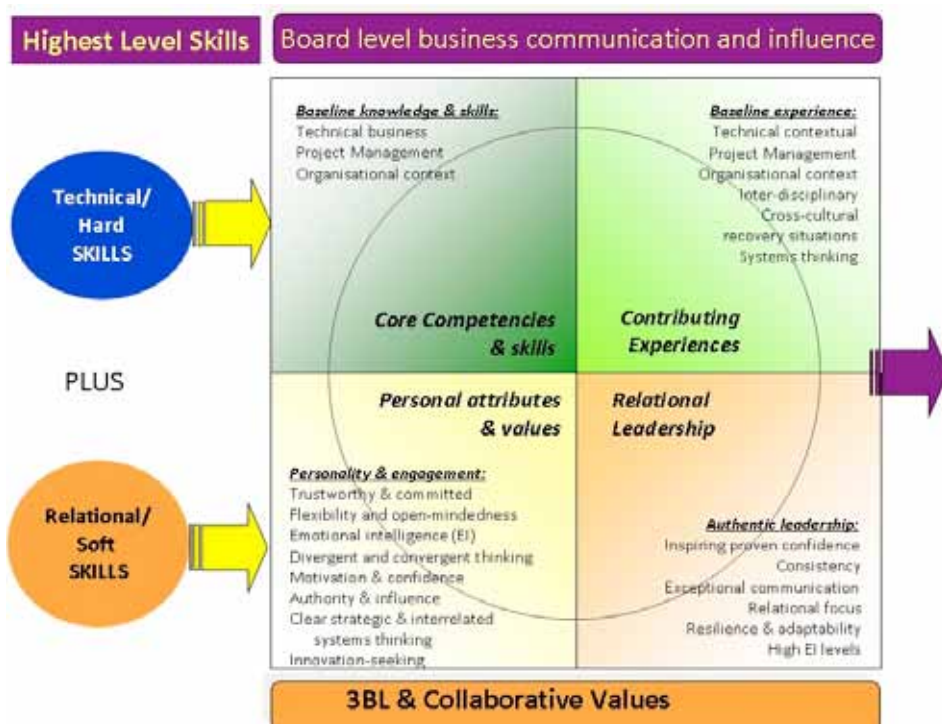 Highest Level Skills
Board level business communication and influence
Technical/
Hard
SKILLS
PLUS
Relational/
Soft
SKILLS
Baseline knowledge & skills:
Technical business
Project Management
Organisational context
Core Competencies
& skills
Baseline experience:
Technical contextual
Project Management
Organisational context
Inter-disciplinary
Cross-cultural
recovery situations
Systems thinking
Contributing
Experiences
Personal attributes
& values
Personality & engagement:
Trustworthy & committed
Flexibility and open-mindedness
Emotional intelligence (EI)
Divergent and convergent thinking
Motivation & confidence
Authority & influence
Clear strategic & interrelated
systems thinking
Innovation-seeking
Relational
Leadership
Authentic leadership:
Inspiring proven confidence
Consistency
Exceptional communication
Relational focus
Resilience & adaptability
High EI levels
3BL & Collaborative Values